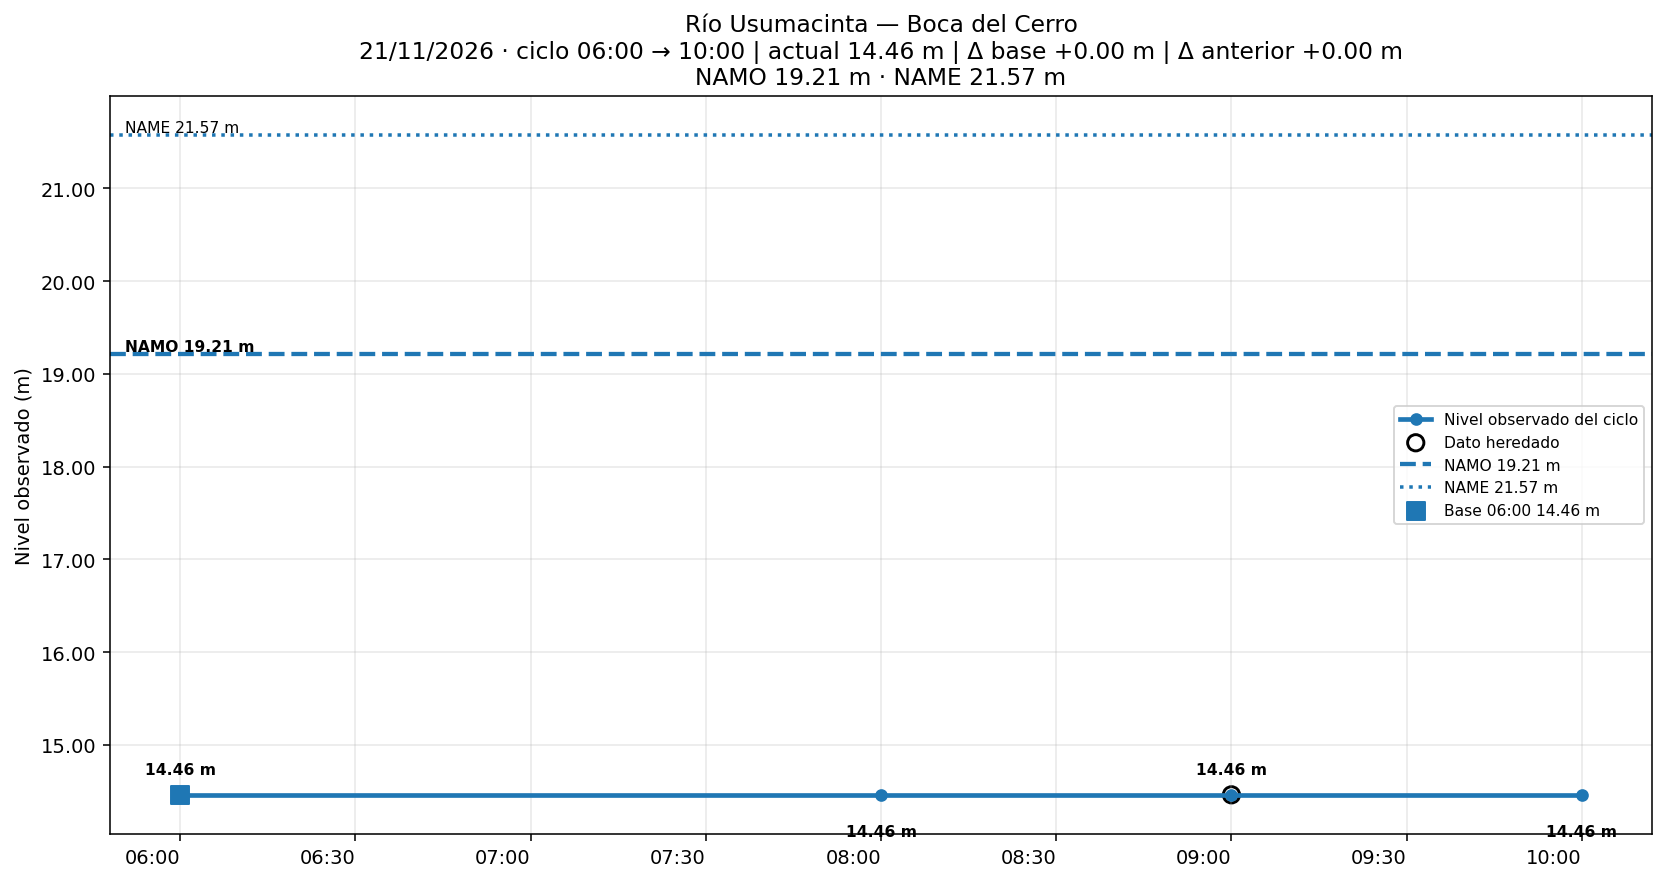 Río Usumacinta — Boca del Cerro
21/11/2026 · ciclo 06:00 → 10:00 | actual 14.46 m | Δ base +0.00 m | Δ anterior +0.00 m
NAMO 19.21 m · NAME 21.57 m
NAME 21.57 m
21.00
20.00
NAMO 19.21 m
19.00
18.00
17.00
16.00
15.00
Nivel observado (m)
Nivel observado del ciclo
Dato heredado
NAMO 19.21 m
NAME 21.57 m
Base 06:00 14.46 m
14.46 m
14.46 m
14.46 m
14.46 m
06:00
06:30
07:00
07:30
08:00
08:30
09:00
09:30
10:00